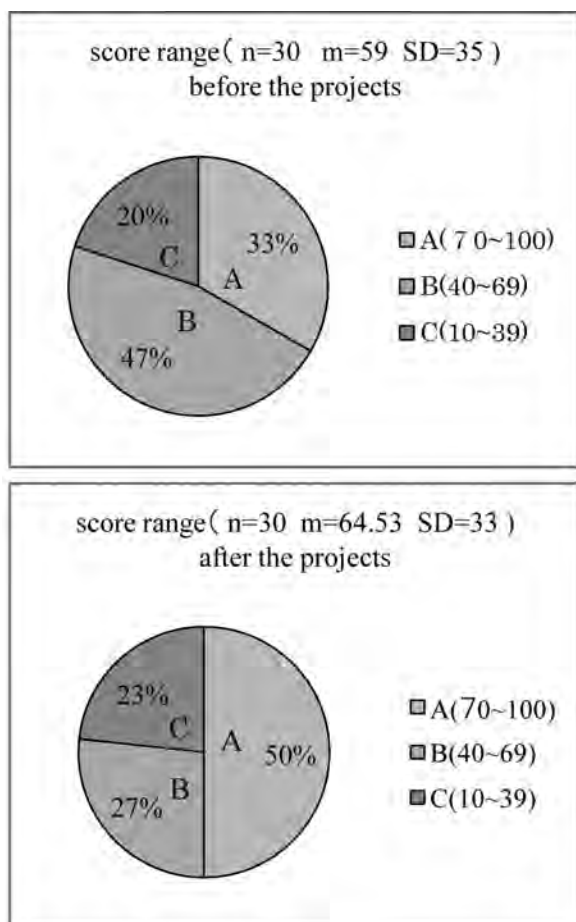 score range( n=30 m=59 SD=35 )
before the projects
20%
33%
C
A
B
47%
A(7 0~100)
B(40~69)
C(10~39)
score range( n=30 m=64.53 SD=33 )
after the projects
23%
C
A
50%
B
27%
A(70~100)
B(40~69)
C(10~39)